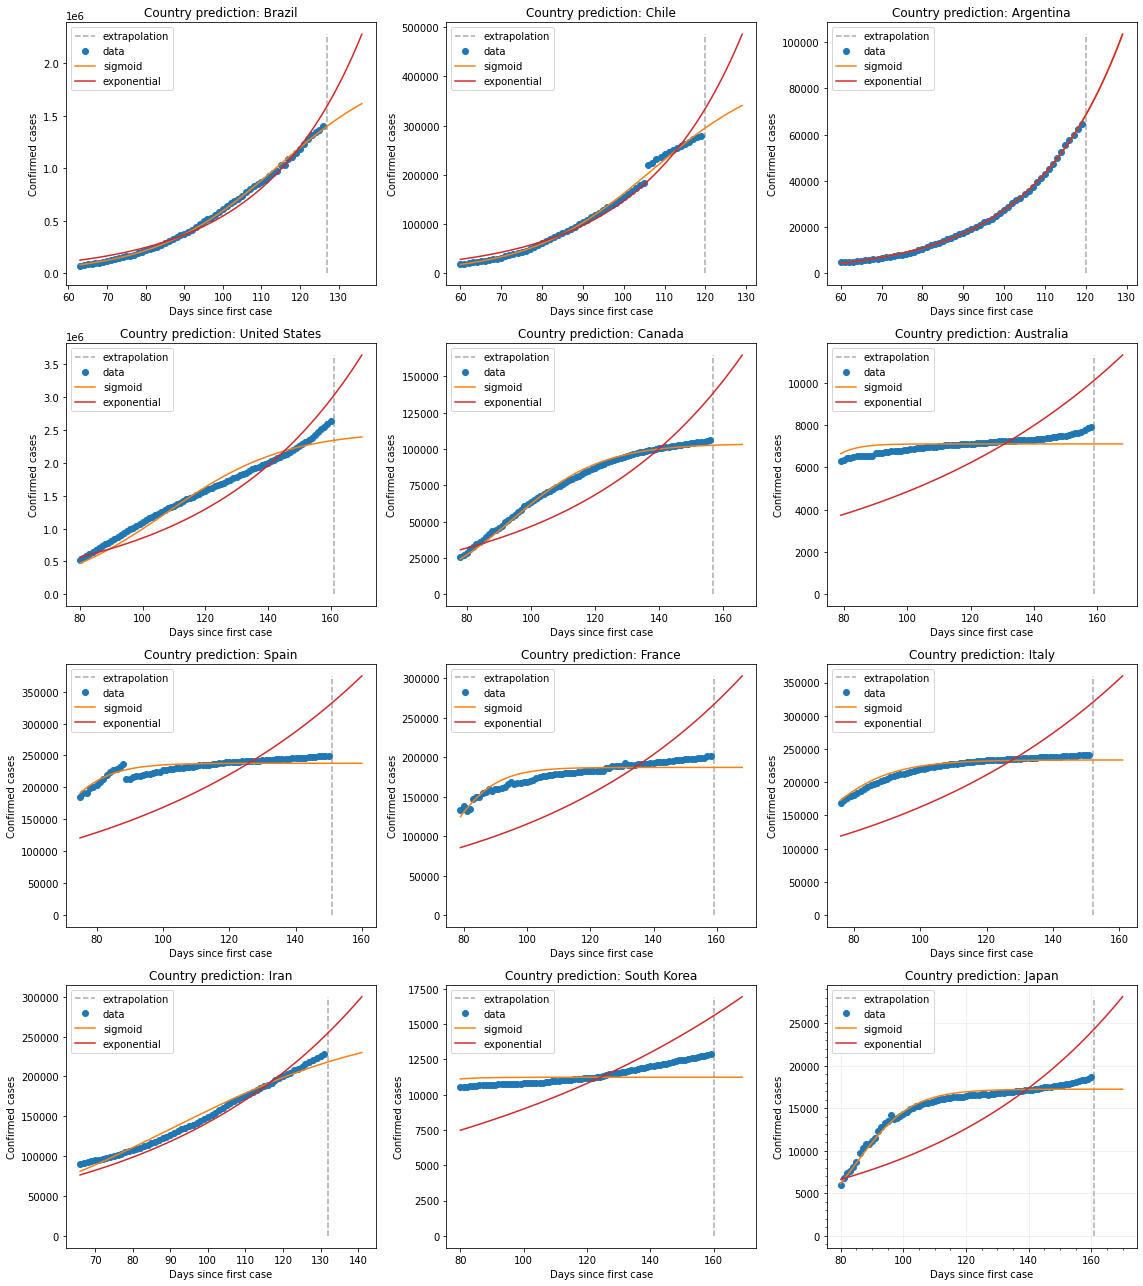 Country prediction: Brazil
1e6
Confirmed cases
2.0
1.5
1.0
0.5
0.0
extrapolation
data
sigmoid
exponential
60 70 80 90 100 110 120 130
Days since first case
Country prediction: Chile
Confirmed cases
500000
400000
300000
200000
100000
0
extrapolation
data
sigmoid
exponential
60 70 80 90 100 110 120 130
Days since first case
Country prediction: Argentina
Confirmed cases
100000
80000
60000
40000
20000
0
extrapolation
data
sigmoid
exponential
60 70 80 90 100 110 120 130
Days since first case
Country prediction: United States
1e6
Confirmed cases
3.5
3.0
2.5
2.0
1.5
1.0
0.5
0.0
extrapolation
data
sigmoid
exponential
80 100 120 140 160
Days since first case
Country prediction: Canada
Confirmed cases
150000
125000
100000
75000
50000
25000
0
extrapolation
data
sigmoid
exponential
80 100 120 140 160
Days since first case
Country prediction: Australia
Confirmed cases
10000
8000
6000
4000
2000
0
extrapolation
data
sigmoid
exponential
80 100 120 140 160
Days since first case
Country prediction: Spain
Confirmed cases
350000
300000
250000
200000
150000
100000
50000
0
extrapolation
data
sigmoid
exponential
80 100 120 140 160
Days since first case
Country prediction: France
Confirmed cases
300000
250000
200000
150000
100000
50000
0
extrapolation
data
sigmoid
exponential
80 100 120 140 160
Days since first case
Country prediction: Italy
Confirmed cases
350000
300000
250000
200000
150000
100000
50000
0
extrapolation
data
sigmoid
exponential
80 100 120 140 160
Days since first case
Country prediction: Iran
Confirmed cases
300000
250000
200000
150000
100000
50000
0
extrapolation
data
sigmoid
exponential
70 80 90 100 110 120 130 140
Days since first case
Country prediction: South Korea
Confirmed cases
17500
15000
12500
10000
7500
5000
2500
0
extrapolation
data
sigmoid
exponential
80 100 120 140 160
Days since first case
Country prediction: Japan
Confirmed cases
25000
20000
15000
10000
5000
0
extrapolation
data
sigmoid
exponential
80 100 120 140 160
Days since first case